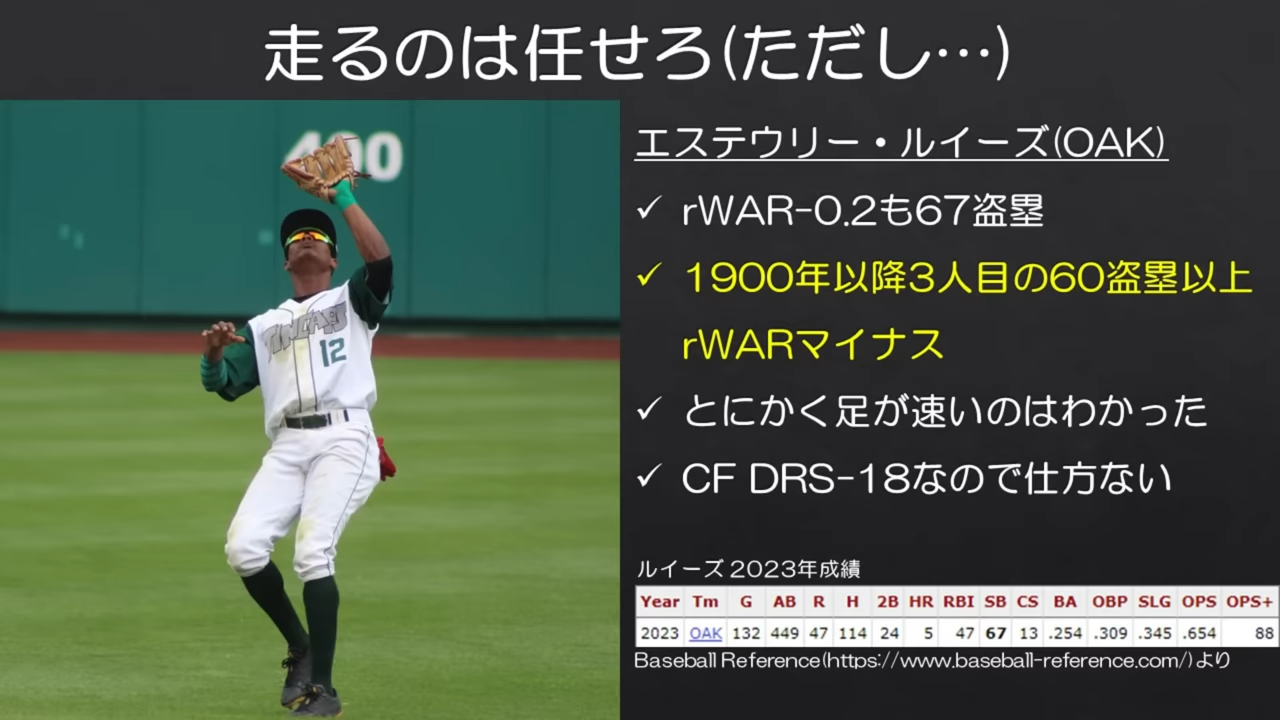 走るのは任せろ(ただし…)
400
TINCAPS
12
エステウリー・ルイーズ(OAK)
✓ rWAR-0.2も67盗塁
✓ 1900年以降3人目の60盗塁以上
rWARマイナス
✓ とにかく足が速いのはわかった
✓ CF DRS-18なので仕方ない
ルイーズ 2023年成績
Year Tm G AB R H 2B HR RBI SB CS BA OBP SLG OPS OPS+
2023 OAK 132 449 47 114 24 5 47 67 13 .254 .309 .345 .654 88
Baseball Reference(https://www.baseball-reference.com/)より